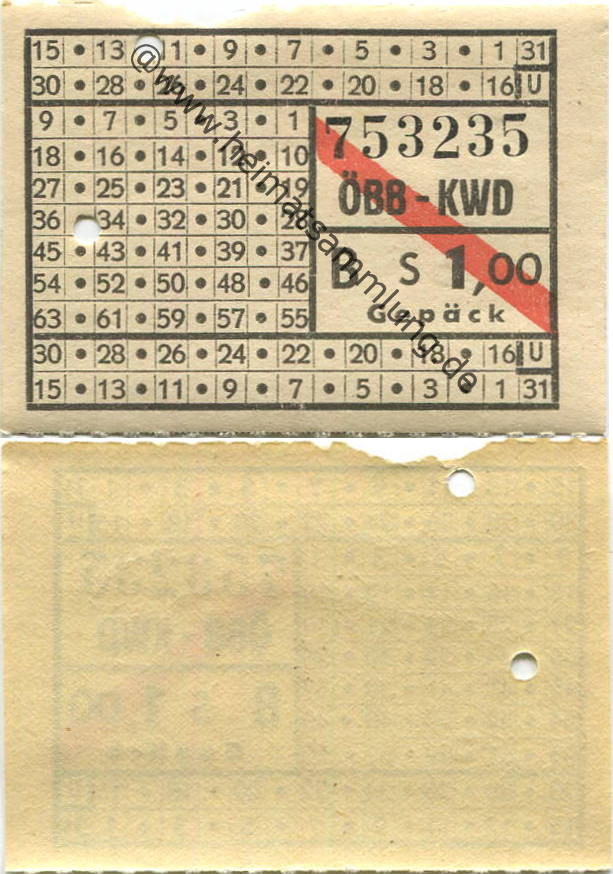 15 • 13 • 1 • 9 • 7 • 5 • 3 • 1 31
30 • 28 • • 24 • 22 • 20 • 18 • 16 U
9 • 7 • 5 • 3 • 1
753235
18 • 16 • 14 • 12 • 10
27 • 25 • 23 • 21 • 19
ÖBB - KWD
36 • 34 • 32 • 30 •
45 • 43 • 41 • 39 • 37
B S 1,00
54 • 52 • 50 • 48 • 46
63 • 61 • 59 • 57 • 55
Gepäck
30 • 28 • 26 • 24 • 22 • 20 • 18 • 16 U
15 • 13 • 11 • 9 • 7 • 5 • 3 • 1 31
@www.heimatsammlung.de